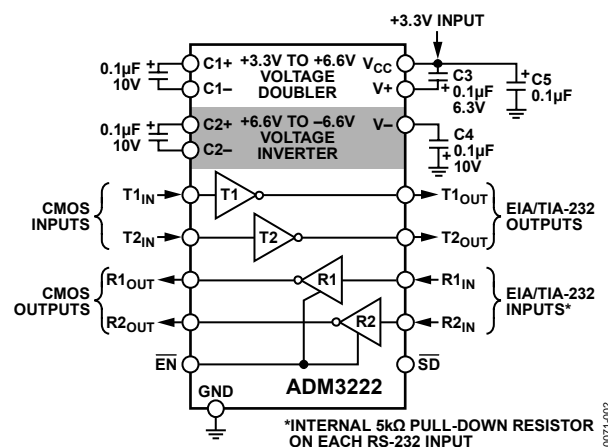 +3.3V INPUT
0.1µF
10V
+
C1+
C1–
+3.3V TO +6.6V
VOLTAGE
DOUBLER
VCC
V+
+
C3
0.1µF
6.3V
+
C5
0.1µF
0.1µF
10V
+
C2+
C2–
+6.6V TO –6.6V
VOLTAGE
INVERTER
V–
+
C4
0.1µF
10V
CMOS
INPUTS
T1IN
T2IN
T1
T2
T1OUT
T2OUT
EIA/TIA-232
OUTPUTS
CMOS
OUTPUTS
R1OUT
R2OUT
R1
R2
R1IN
R2IN
EIA/TIA-232
INPUTS*
EN
SD
GND
ADM3222
*INTERNAL 5kΩ PULL-DOWN RESISTOR
ON EACH RS-232 INPUT